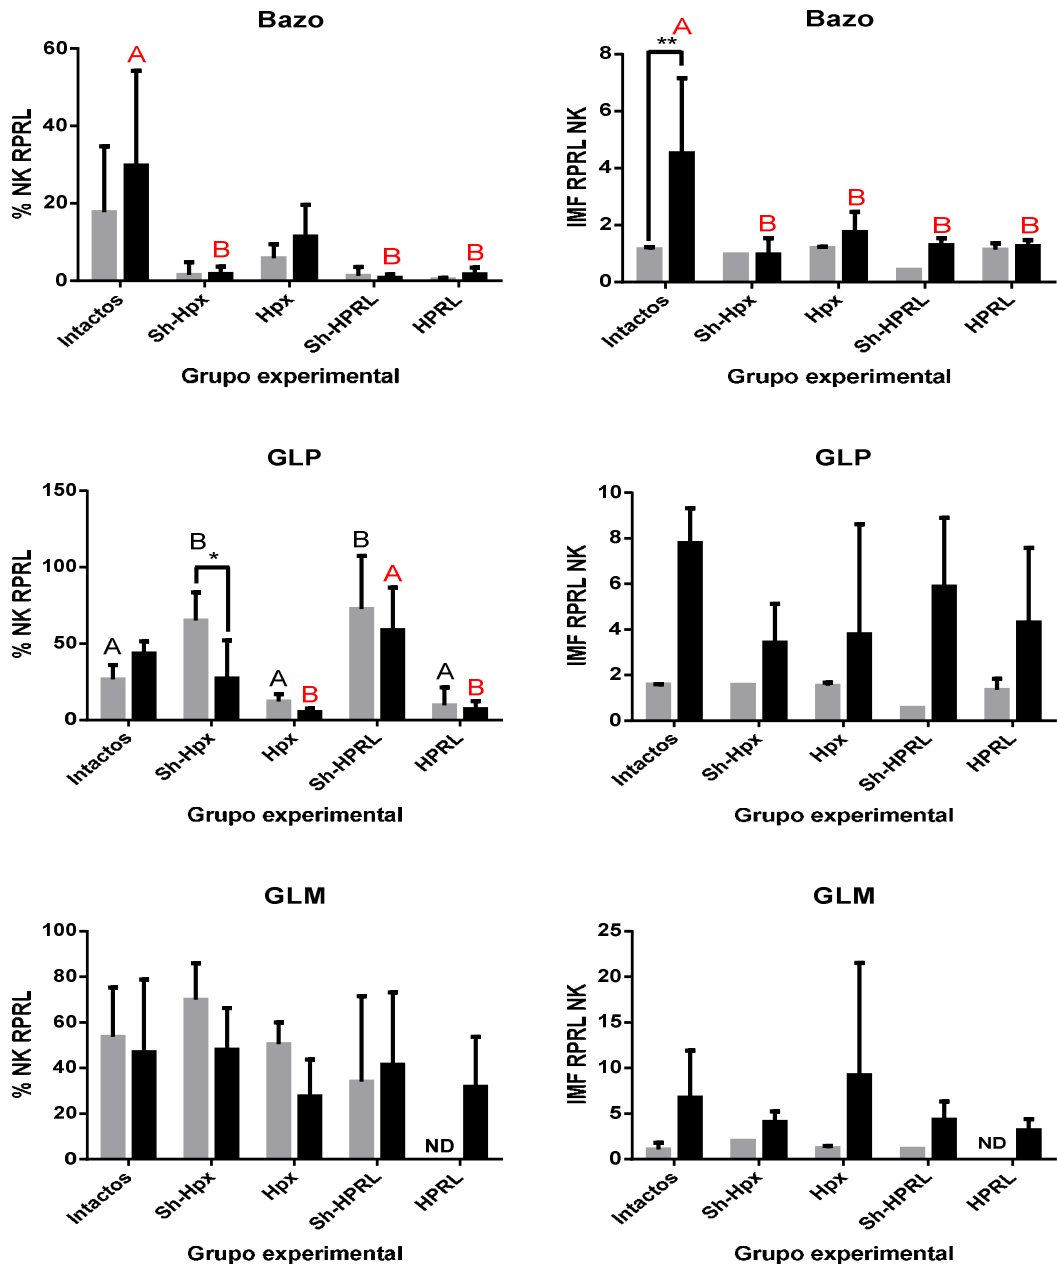 Bazo
% NK RPRL
60
40
20
0
A
B
B
B
Intactos
Sh-Hpx
Hpx
Sh-HPRL
HPRL
Grupo experimental
Bazo
IMF RPRL NK
8
6
4
2
0
**
A
B
B
B
B
Intactos
Sh-Hpx
Hpx
Sh-HPRL
HPRL
Grupo experimental
GLP
% NK RPRL
150
100
50
0
A
B
*
A
B
B
A
A
B
Intactos
Sh-Hpx
Hpx
Sh-HPRL
HPRL
Grupo experimental
GLP
IMF RPRL NK
10
8
6
4
2
0
Intactos
Sh-Hpx
Hpx
Sh-HPRL
HPRL
Grupo experimental
GLM
% NK RPRL
100
80
60
40
20
0
ND
Intactos
Sh-Hpx
Hpx
Sh-HPRL
HPRL
Grupo experimental
GLM
IMF RPRL NK
25
20
15
10
5
0
ND
Intactos
Sh-Hpx
Hpx
Sh-HPRL
HPRL
Grupo experimental